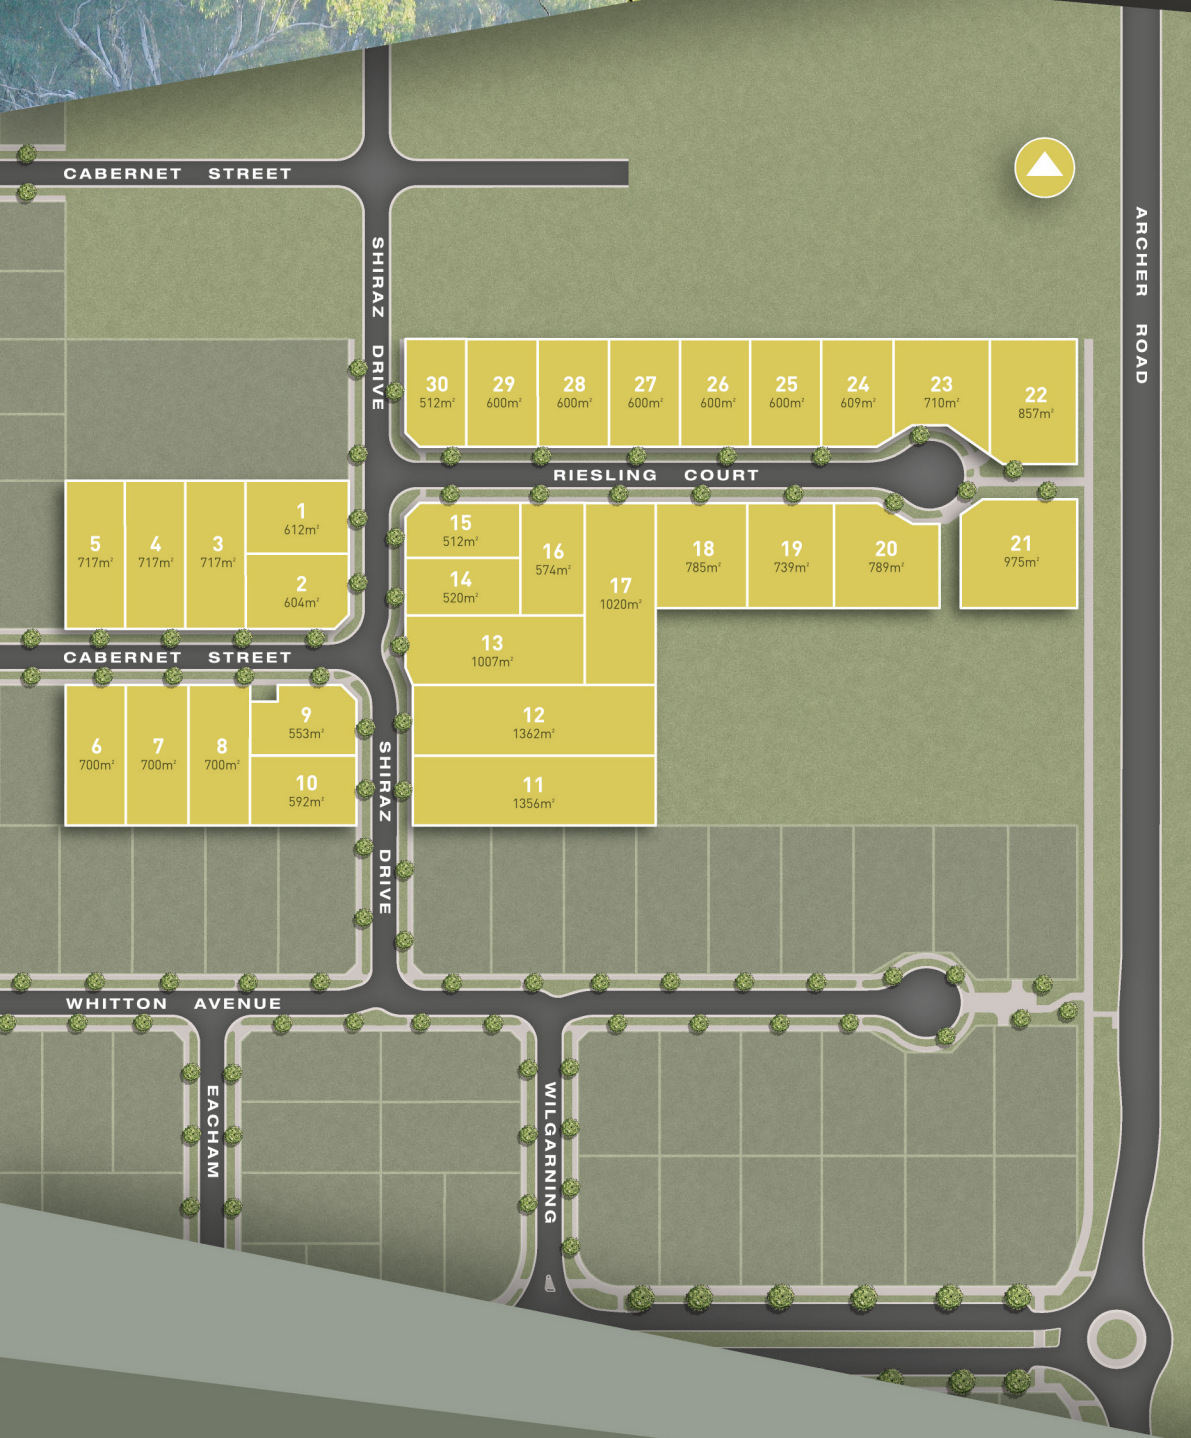 CABERNET STREET
SHIRAZ DRIVE
ARCHER ROAD
30
512m²
29
600m²
28
600m²
27
600m²
26
600m²
25
600m²
24
609m²
23
710m²
22
857m²
RIESLING COURT
5
717m²
4
717m²
3
717m²
1
612m²
2
604m²
15
512m²
14
520m²
16
574m²
17
1020m²
18
785m²
19
739m²
20
789m²
21
975m²
13
1007m²
CABERNET STREET
12
1362m²
11
1356m²
6
700m²
7
700m²
8
700m²
9
553m²
10
592m²
SHIRAZ DRIVE
WHITTON AVENUE
EACHAM
WILGARNING